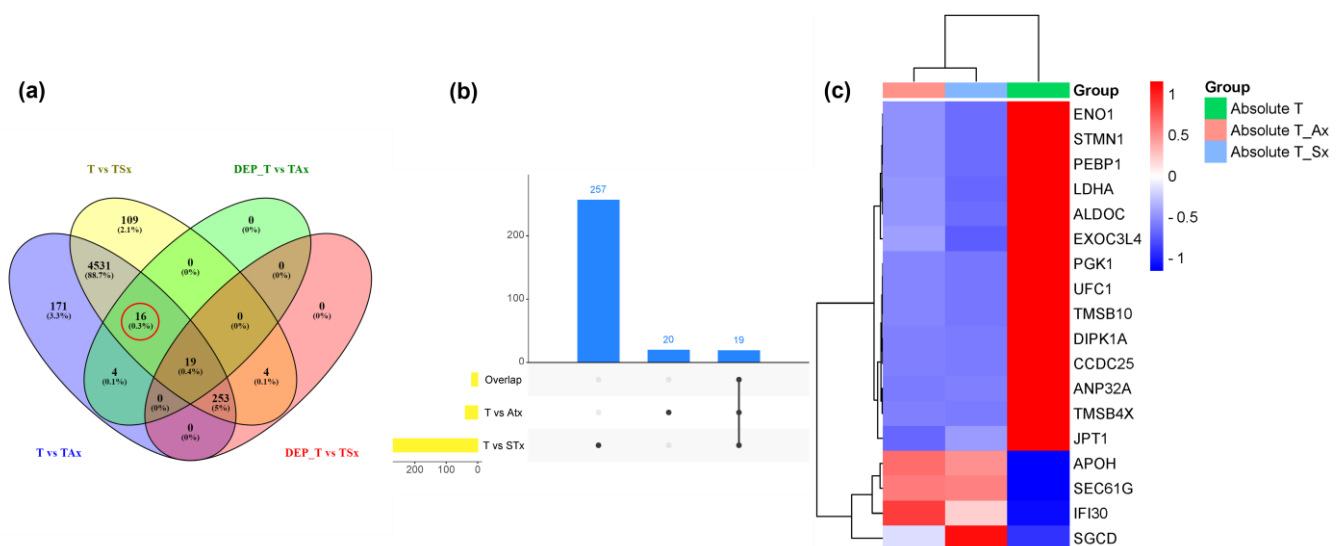 (a)
T vs TSx
DEP_T vs TAx
109
(2.1%)
0
(0%)
4531
(88.7%)
0
(0%)
0
(0%)
171
(3.3%)
16
(0.3%)
0
(0%)
0
(0%)
4
(0.1%)
19
(0.4%)
4
(0.1%)
0
(0%)
253
(5%)
0
(0%)
T vs TAx
DEP_T vs TSx
(b)
257
200
100
20
19
0
Overlap
T vs Atx
T vs STx
200
100
0
(c)
Group
ENO1
STMN1
PEBP1
LDHA
ALDOC
EXOC3L4
PGK1
UFC1
TMSB10
DIPK1A
CCDC25
ANP32A
TMSB4X
JPT1
APOH
SEC61G
IFI30
SGCD
1
0.5
0
- 0.5
- 1
Group
Absolute T
Absolute T_Ax
Absolute T_Sx